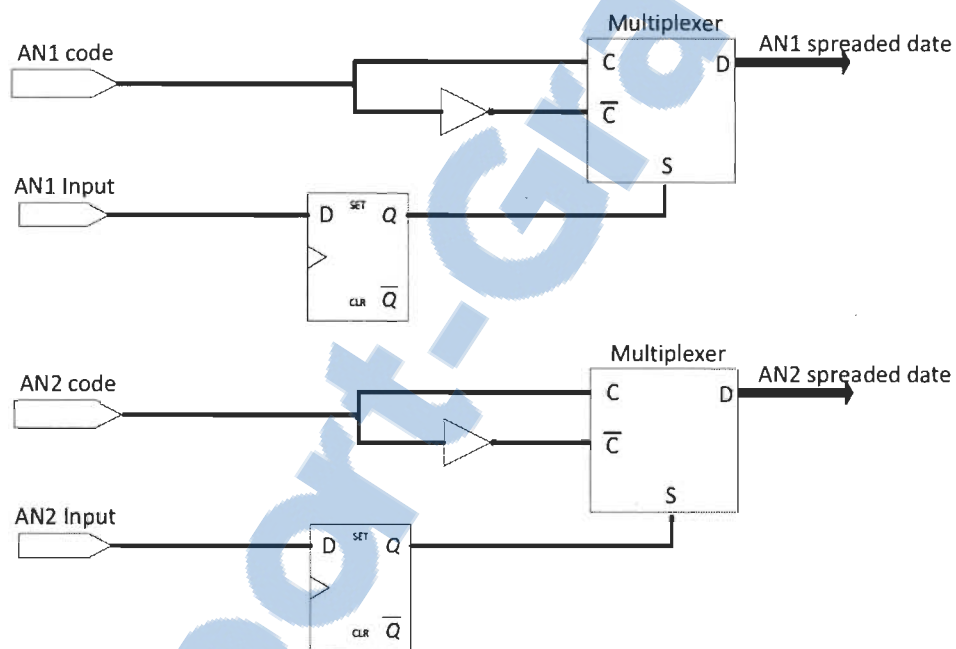 Multiplexer
AN1 code
AN1 spreaded date
C
D
C̅
S
AN1 Input
D
SET
Q
CLR
Q̅
Multiplexer
AN2 code
AN2 spreaded date
C
D
C̅
S
AN2 Input
D
SET
Q
CLR
Q̅